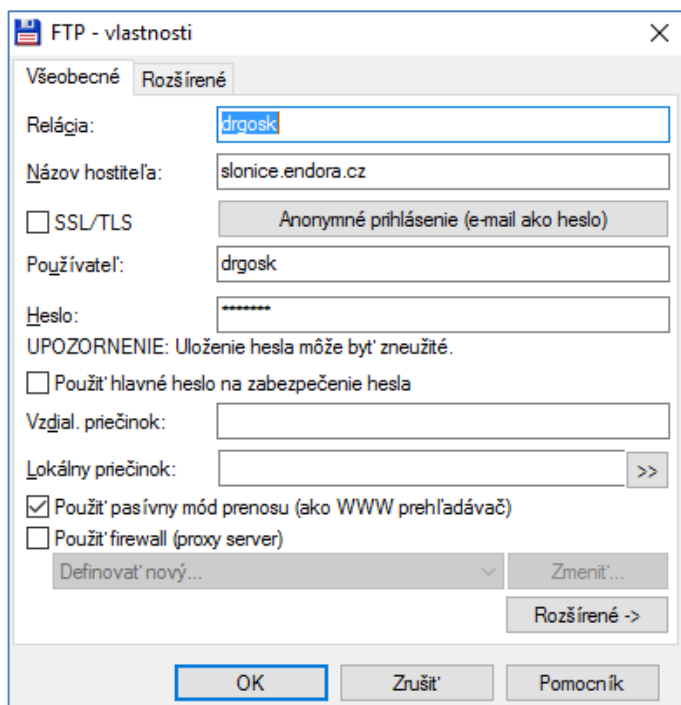 FTP - vlastnosti
Všeobecné Rozšírené
Relácia: drgosk
Názov hostiteľa: slonice.endora.cz
SSL/TLS Anonymné prihlásenie (e-mail ako heslo)
Používateľ: drgosk
Heslo: *******
UPOZORNENIE: Uloženie hesla môže byť zneužité.
Použiť hlavné heslo na zabezpečenie hesla
Vzdial. priečinok:
Lokálny priečinok: >>
Použiť pasívny mód prenosu (ako WWW prehľadávač)
Použiť firewall (proxy server)
Definovať nový... Zmeniť...
Rozšírené ->
OK Zrušiť Pomocník